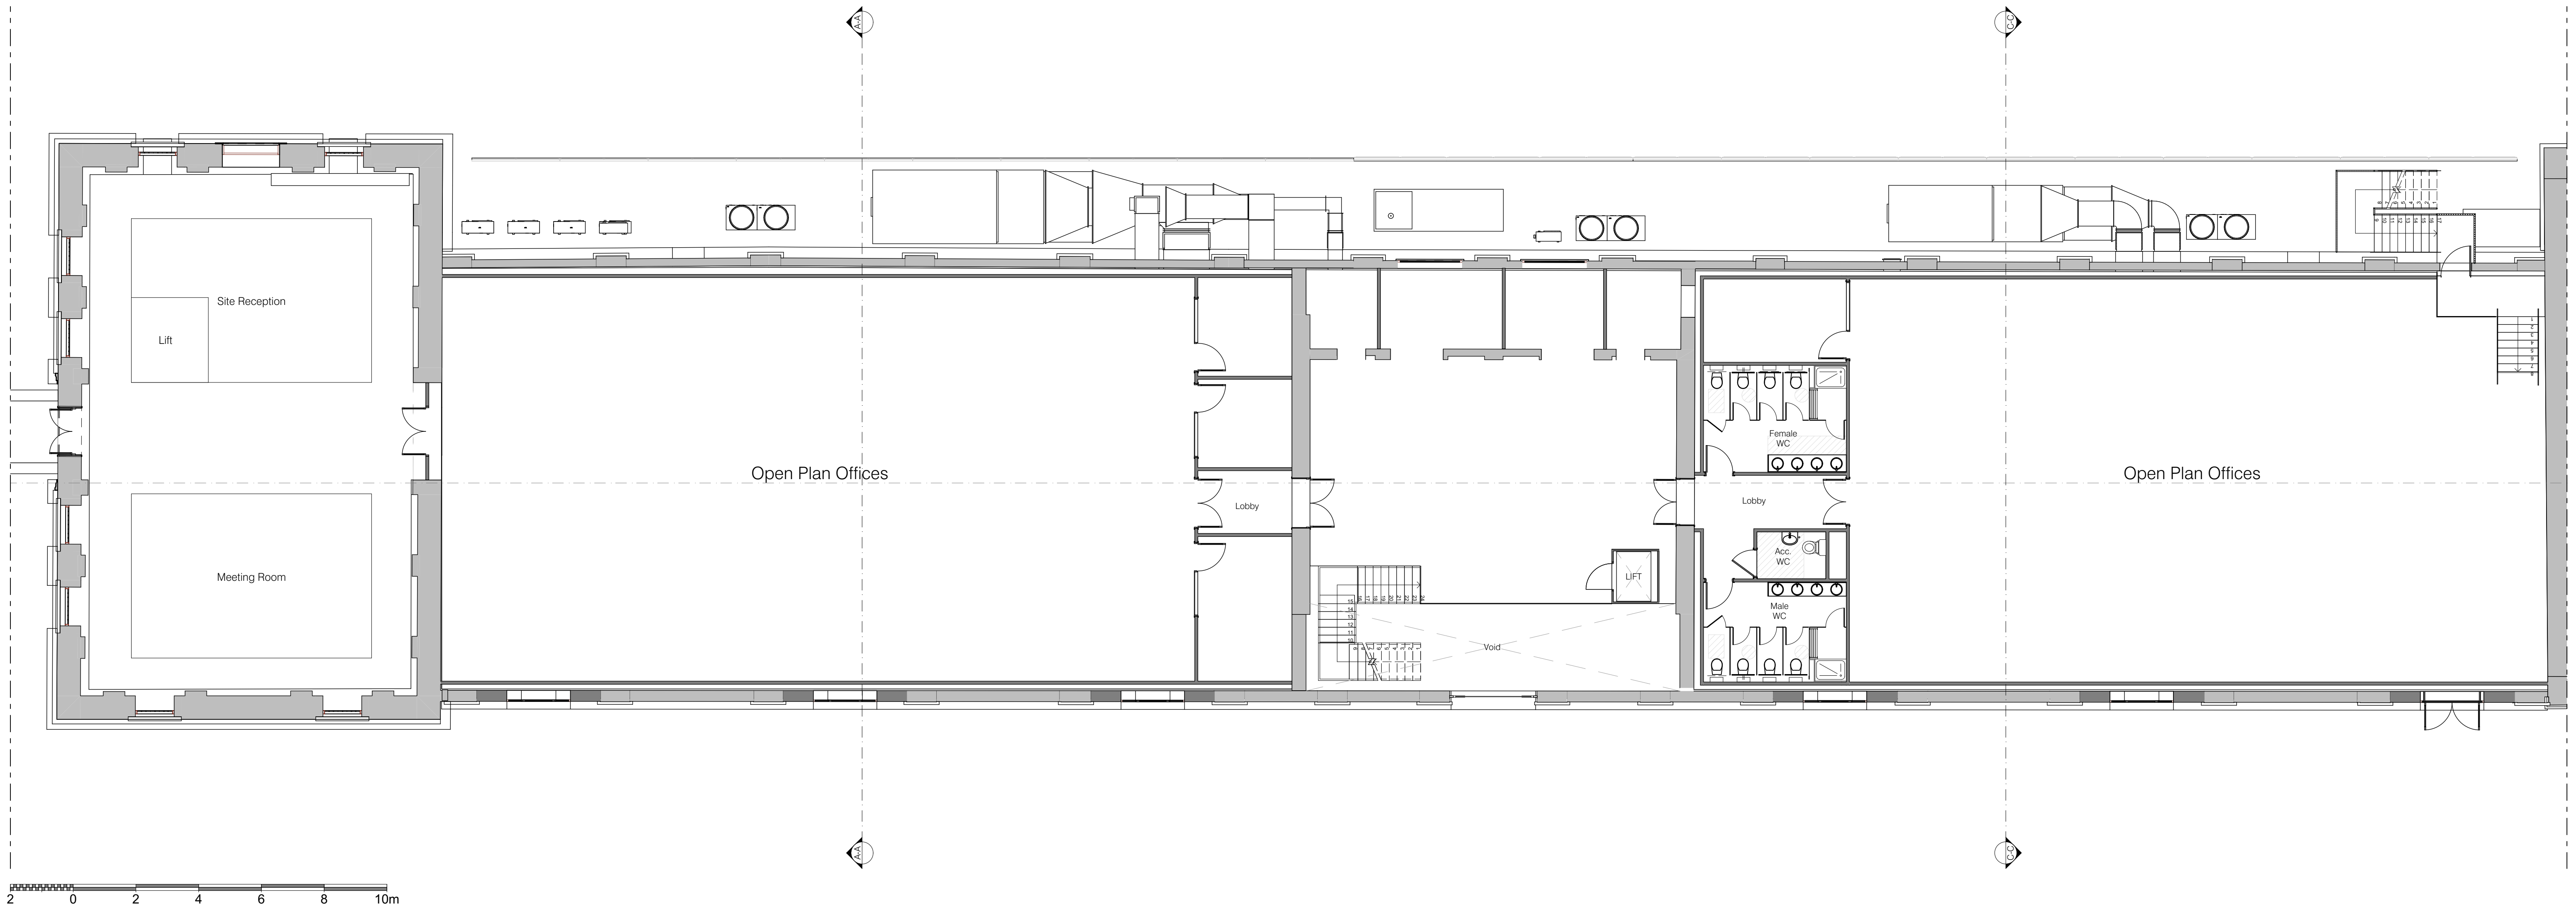 A-A
C-C
Site Reception
Lift
Meeting Room
Open Plan Offices
Lobby
LIFT
Void
Female
WC
Lobby
Acc.
WC
Male
WC
Open Plan Offices
A-A
C-C
2 0 2 4 6 8 10m